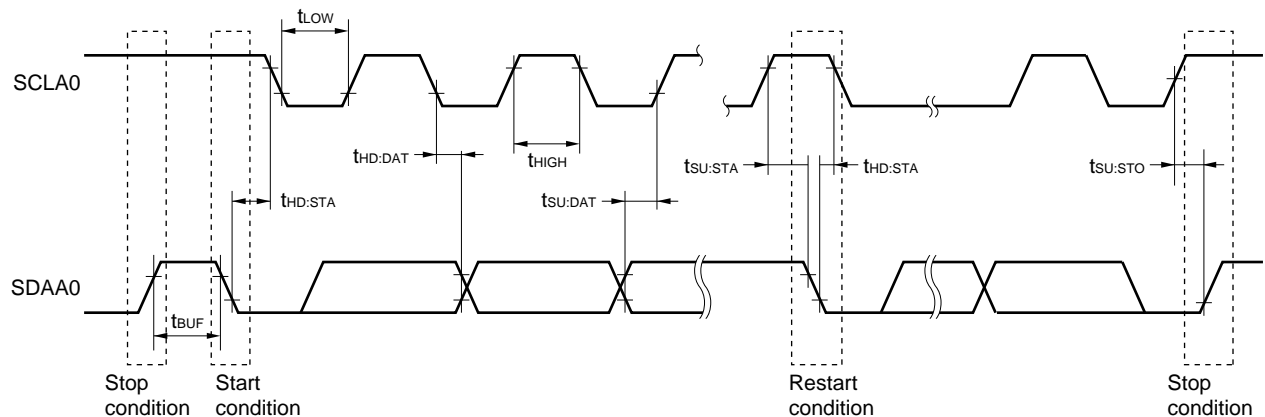 tLOW
SCLA0
tHD:DAT
tHIGH
tSU:STA
tHD:STA
tSU:STO
tHD:STA
tSU:DAT
SDAA0
tBUF
Stop
condition
Start
condition
Restart
condition
Stop
condition